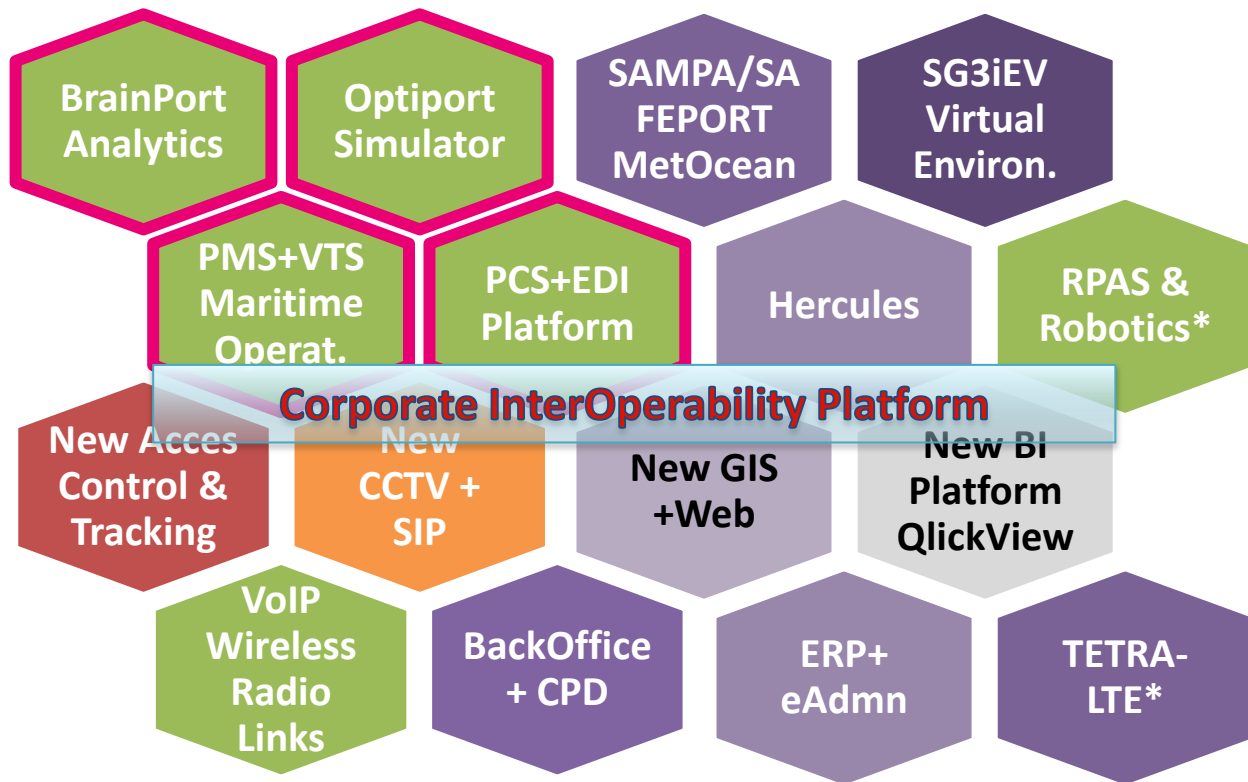 BrainPort
Analytics
Optiport
Simulator
SAMPA/SA
FEPORT
MetOcean
SG3iEV
Virtual
Environ.
PMS+VTS
Maritime
Operat.
PCS+EDI
Platform
Hercules
RPAS &
Robotics*
Corporate InterOperability Platform
New Acces
Control &
Tracking
New
CCTV +
SIP
New GIS
+Web
New BI
Platform
QlickView
VoIP
Wireless
Radio
Links
BackOffice
+ CPD
ERP+
eAdmn
TETRA-
LTE*